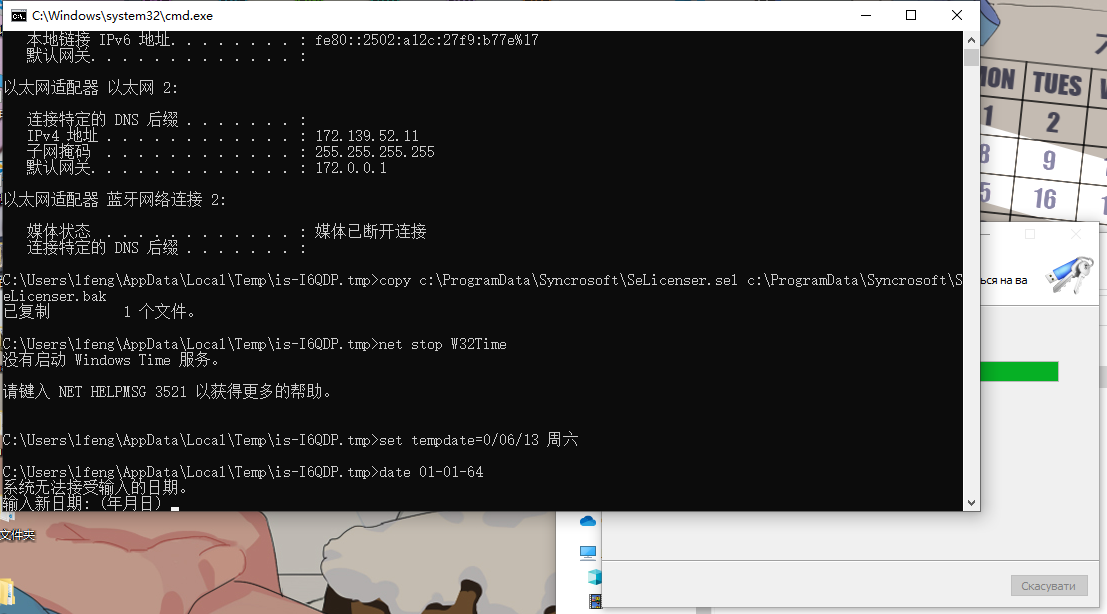 C:\Windows\system32\cmd.exe
本地链接 IPv6 地址. . . . . . . . : fe80::2502:a12c:27f9:b77e%17
默认网关. . . . . . . . . . . . . :
以太网适配器 以太网 2:
连接特定的 DNS 后缀 . . . . . . . :
IPv4 地址 . . . . . . . . . . . . : 172.139.52.11
子网掩码 . . . . . . . . . . . . : 255.255.255.255
默认网关. . . . . . . . . . . . . : 172.0.0.1
以太网适配器 蓝牙网络连接 2:
媒体状态 . . . . . . . . . . . . : 媒体已断开连接
连接特定的 DNS 后缀 . . . . . . . :
C:\Users\lfeng\AppData\Local\Temp\is-I6QDP.tmp>copy c:\ProgramData\Syncrosoft\SeLicenser.sel c:\ProgramData\Syncrosoft\S
eLicenser.bak
已复制         1 个文件。
C:\Users\lfeng\AppData\Local\Temp\is-I6QDP.tmp>net stop W32Time
没有启动 Windows Time 服务。
请键入 NET HELPMSG 3521 以获得更多的帮助。
C:\Users\lfeng\AppData\Local\Temp\is-I6QDP.tmp>set tempdate=0/06/13 周六
C:\Users\lfeng\AppData\Local\Temp\is-I6QDP.tmp>date 01-01-64
系统无法接受输入的日期。
输入新日期: (年月日)
MON TUES
1 2
8 9
15 16
ься на ва
文件夹
Скасувати